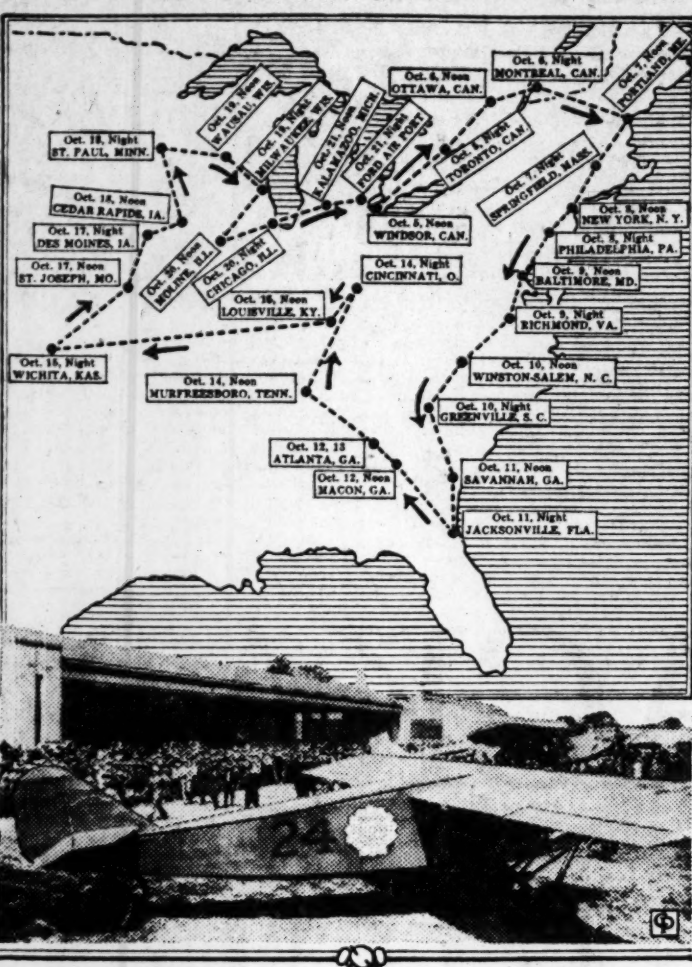 Oct. 6, Night
MONTREAL, CAN.
Oct. 7, Noon
PORTLAND, ME.
Oct. 6, Noon
OTTAWA, CAN.
Oct. 19, Noon
WAUSAU, WIS.
Oct. 19, Night
MILWAUKEE, WIS.
Oct. 21, Noon
KALAMAZOO, MICH.
Oct. 21, Night
FORD AIR PORT
Oct. 5, Night
TORONTO, CAN.
Oct. 7, Night
SPRINGFIELD, MASS
Oct. 18, Night
ST. PAUL, MINN.
Oct. 18, Noon
CEDAR RAPIDS, IA.
Oct. 17, Night
DES MOINES, IA.
Oct. 17, Noon
ST. JOSEPH, MO.
Oct. 20, Noon
MOLINE, ILL.
Oct. 20, Night
CHICAGO, ILL.
Oct. 5, Noon
WINDSOR, CAN.
Oct. 8, Noon
NEW YORK, N. Y.
Oct. 8, Night
PHILADELPHIA, PA.
Oct. 9, Noon
BALTIMORE, MD.
Oct. 9, Night
RICHMOND, VA.
Oct. 14, Night
CINCINNATI, O.
Noon
LOUISVILLE, KY.
Night
WICHITA, KAS.
Oct. 14, Noon
MURFREESBORO, TENN.
Oct. 10, Noon
WINSTON-SALEM, N. C.
Oct. 10, Night
GREENVILLE, S. C.
Oct. 12, 13
ATLANTA, GA.
Oct. 12, Noon
MACON, GA.
Oct. 11, Noon
SAVANNAH, GA.
Oct. 11, Night
JACKSONVILLE, FLA.
24